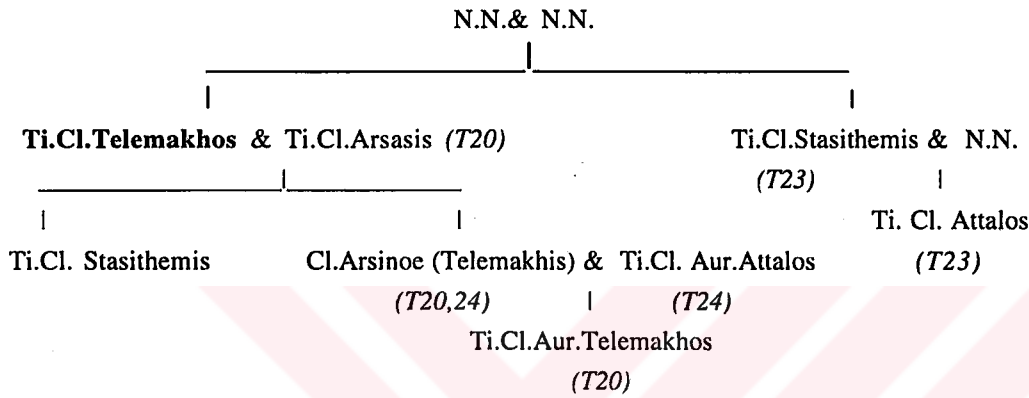 N.N.& N.N.
Ti.Cl.Telemakhos & Ti.Cl.Arsasis (T20) Ti.Cl.Stasithemis & N.N.
(T23)
Ti. Cl. Attalos
Ti.Cl. Stasithemis Cl.Arsinoe (Telemakhis) & Ti.Cl. Aur.Attalos (T23)
(T20,24) (T24)
Ti.Cl.Aur.Telemakhos
(T20)